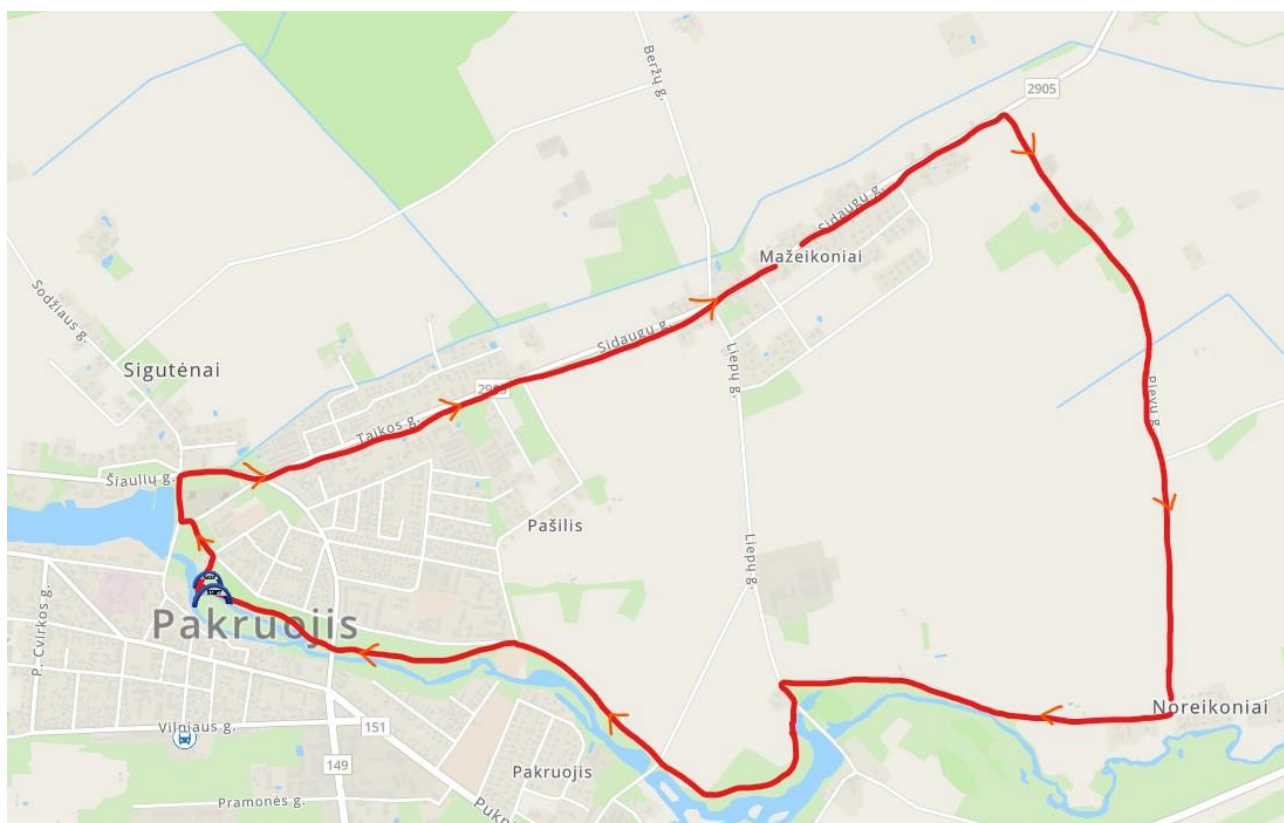 Beržų g.
2905
Sidaugų g.
Mažeikoniai
Sodžiaus g.
Sidaugų g.
Liepų g.
Sigutėnai
2905
Pievų g.
Taikos g.
Šiaulių g.
Pašilis
Liepų g.
P. Cvirkos g.
Pakruojis
Noreikoniai
Vilniaus g.
151
149
Pakruojis
Pramonės g.